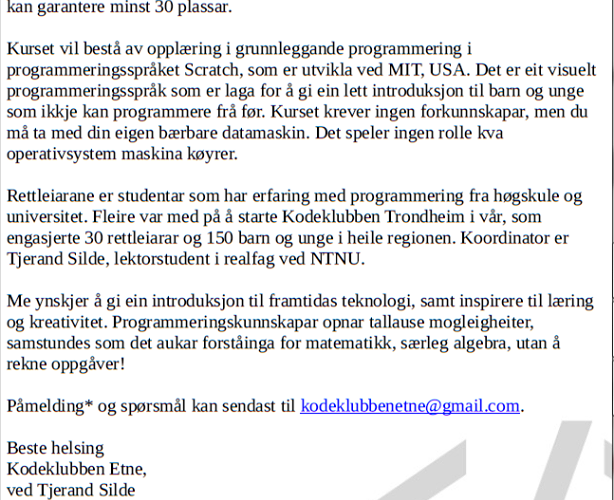 kan garantere minst 30 plassar.
Kurset vil bestå av opplæring i grunnleggande programmering i
programmeringsspråket Scratch, som er utvikla ved MIT, USA. Det er eit visuelt
programmeringsspråk som er laga for å gi ein lett introduksjon til barn og unge
som ikkje kan programmere frå før. Kurset krever ingen forkunnskapar, men du
må ta med din eigen bærbare datamaskin. Det speler ingen rolle kva
operativsystem maskina køyrer.
Rettleiarane er studentar som har erfaring med programmering fra høgskule og
universitet. Fleire var med på å starte Kodeklubben Trondheim i vår, som
engasjerte 30 rettleiarar og 150 barn og unge i heile regionen. Koordinator er
Tjerand Silde, lektorstudent i realfag ved NTNU.
Me ynskjer å gi ein introduksjon til framtidas teknologi, samt inspirere til læring
og kreativitet. Programmeringskunnskapar opnar tallause mogleigheiter,
samstundes som det aukar forståinga for matematikk, særleg algebra, utan å
rekne oppgåver!
Påmelding* og spørsmål kan sendast til kodeklubbenetne@gmail.com.
Beste helsing
Kodeklubben Etne,
ved Tjerand Silde